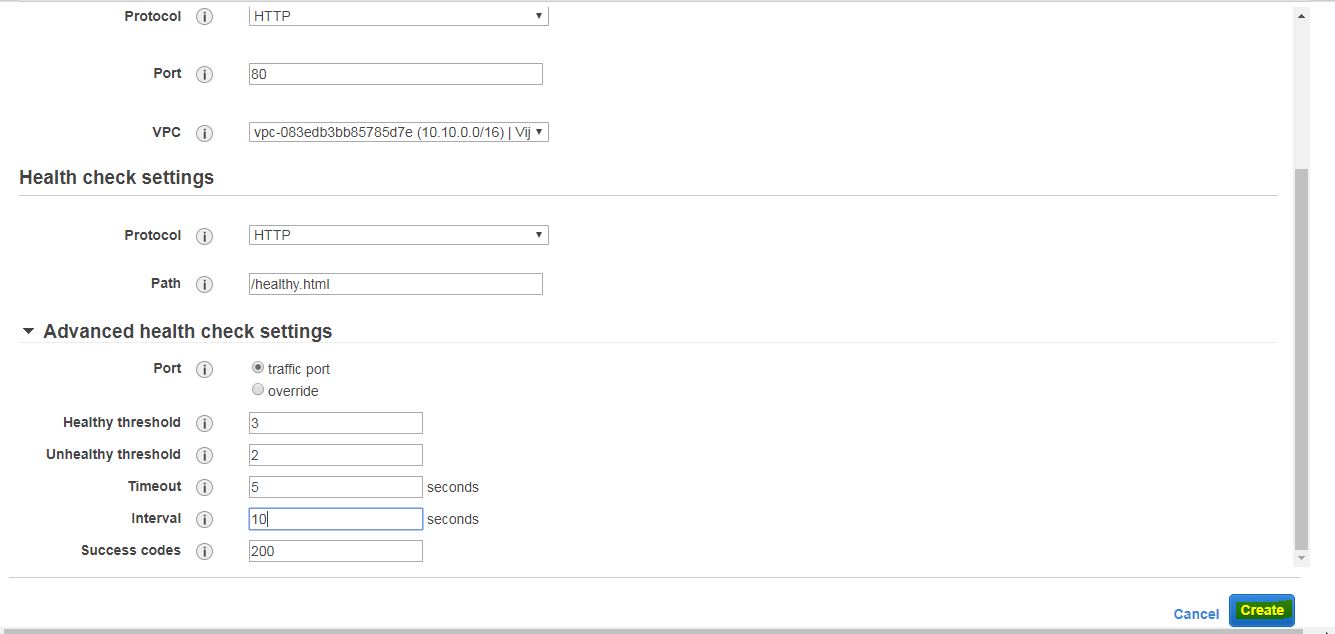 Protocol HTTP
Port 80
VPC vpc-083edb3bb85785d7e (10.10.0.0/16) | Vij
Health check settings
Protocol HTTP
Path /healthy.html
Advanced health check settings
Port traffic port
override
Healthy threshold 3
Unhealthy threshold 2
Timeout 5 seconds
Interval 10 seconds
Success codes 200
Cancel Create